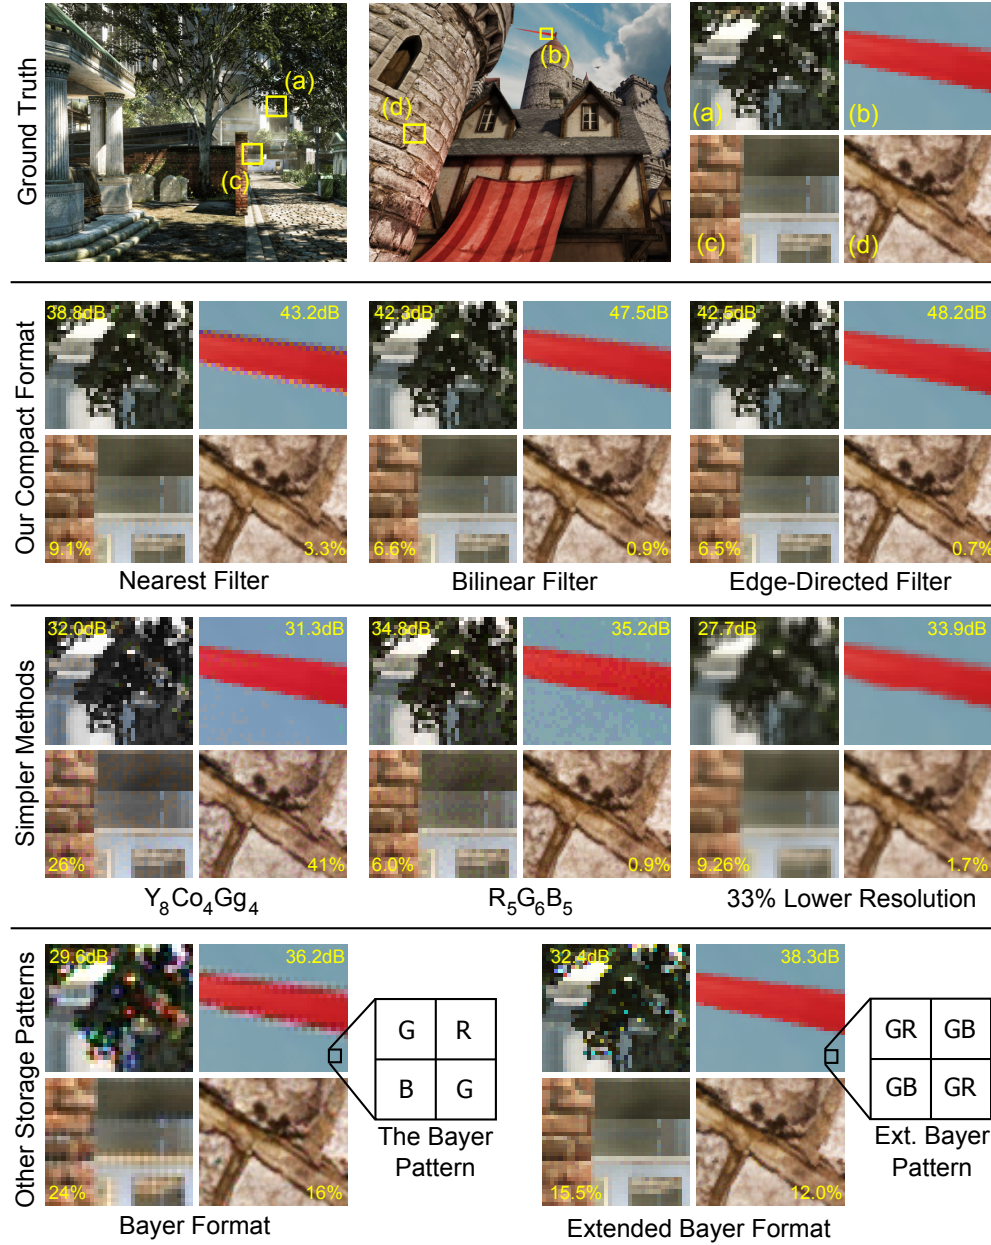 Ground Truth
(a)
(c)
(b)
(d)
(a)
(b)
(c)
(d)
Our Compact Format
38.8dB
43.2dB
9.1%
3.3%
Nearest Filter
42.3dB
47.5dB
6.6%
0.9%
Bilinear Filter
42.5dB
48.2dB
6.5%
0.7%
Edge-Directed Filter
Simpler Methods
32.0dB
31.3dB
26%
41%
Y8Co4Gg4
34.8dB
35.2dB
6.0%
0.9%
R5G6B5
27.7dB
33.9dB
9.26%
1.7%
33% Lower Resolution
Other Storage Patterns
29.6dB
36.2dB
24%
16%
Bayer Format
G R
B G
The Bayer
Pattern
32.4dB
38.3dB
15.5%
12.0%
Extended Bayer Format
GR GB
GB GR
Ext. Bayer
Pattern